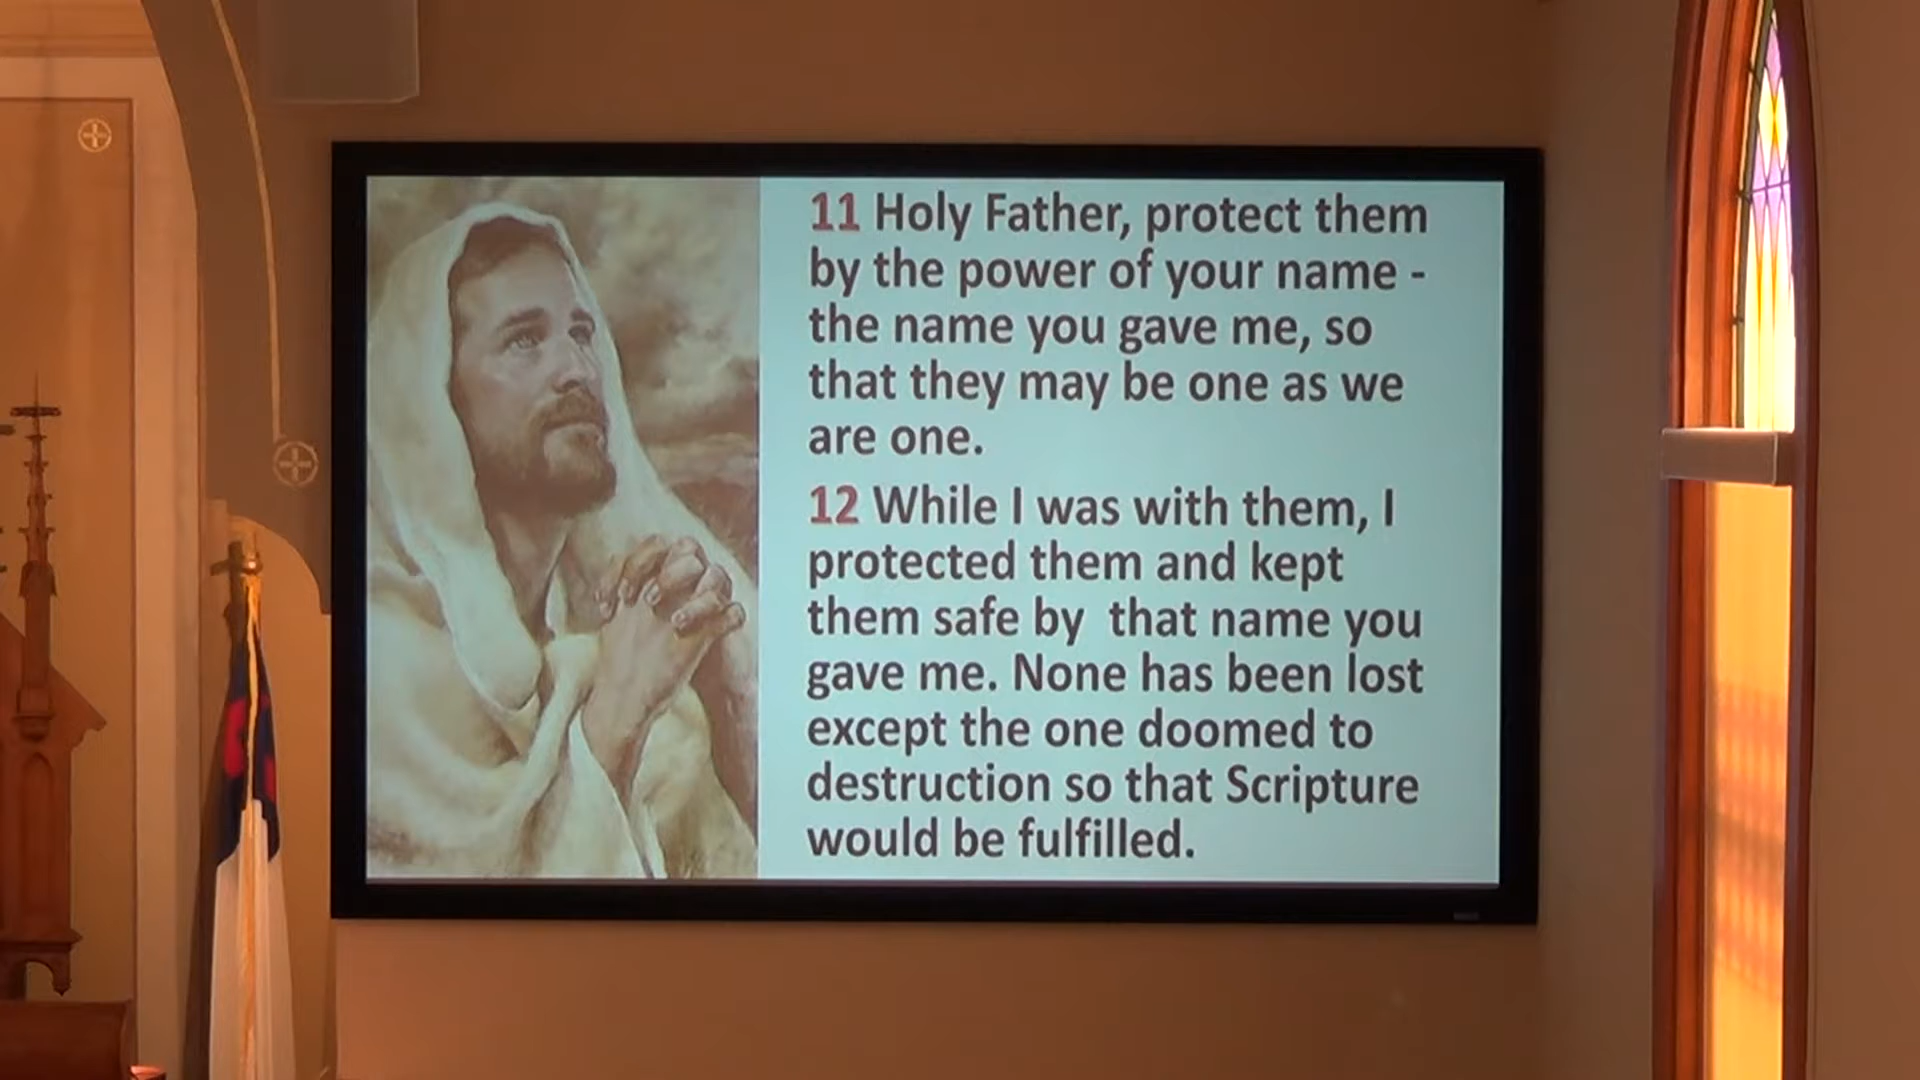 11 Holy Father, protect them
by the power of your name -
the name you gave me, so
that they may be one as we
are one.
12 While I was with them, I
protected them and kept
them safe by  that name you
gave me. None has been lost
except the one doomed to
destruction so that Scripture
would be fulfilled.